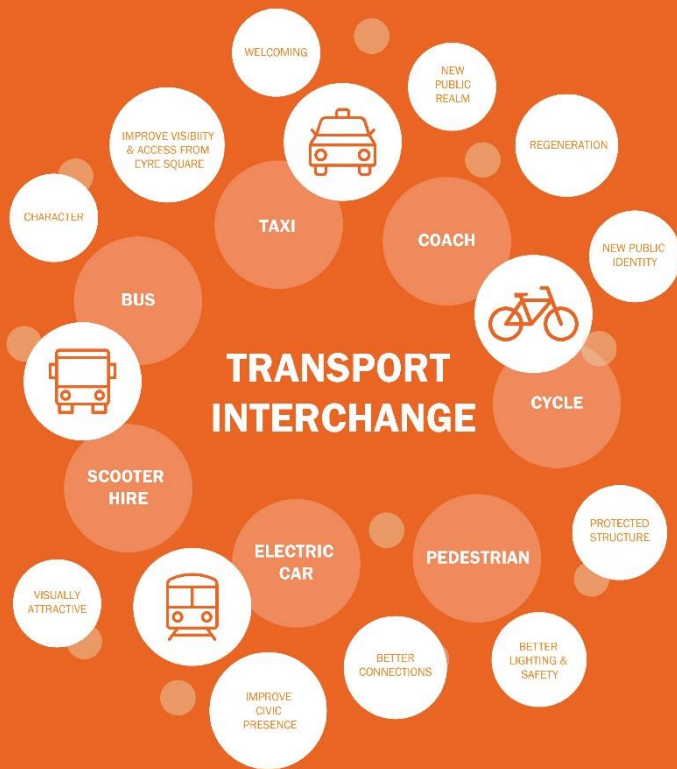 WELCOMING
NEW
PUBLIC
REALM
IMPROVE VISIBIITY
& ACCESS FROM
EYRE SQUARE
REGENERATION
CHARACTER
TAXI
COACH
NEW PUBLIC
IDENTITY
BUS
TRANSPORT
INTERCHANGE
CYCLE
SCOOTER
HIRE
PROTECTED
STRUCTURE
ELECTRIC
CAR
PEDESTRIAN
VISUALLY
ATTRACTIVE
BETTER
CONNECTIONS
BETTER
LIGHTING &
SAFETY
IMPROVE
CIVIC
PRESENCE